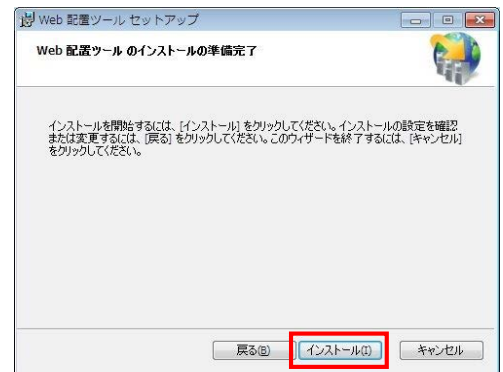 Web 配置ツール セットアップ
Web 配置ツール のインストールの準備完了
インストールを開始するには、[インストール] をクリックしてください。インストールの設定を確認
または変更するには、[戻る] をクリックしてください。このウィザードを終了するには、[キャンセル]
をクリックしてください。
戻る(B) インストール(I) キャンセル